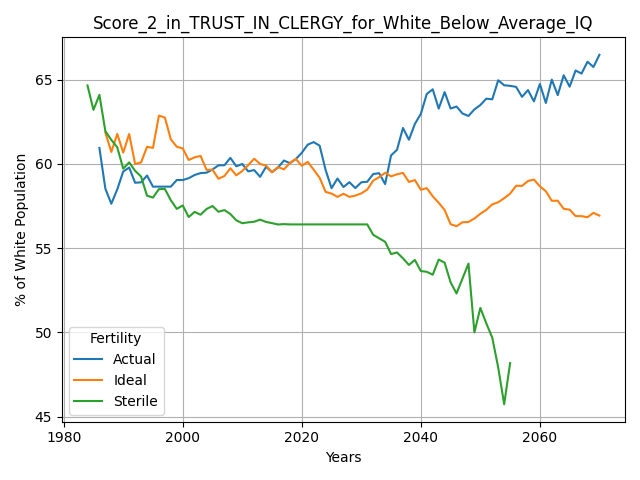 Score_2_in_TRUST_IN_CLERGY_for_White_Below_Average_IQ
% of White Population
65
60
55
50
45
Fertility
Actual
Ideal
Sterile
1980
2000
2020
2040
2060
Years